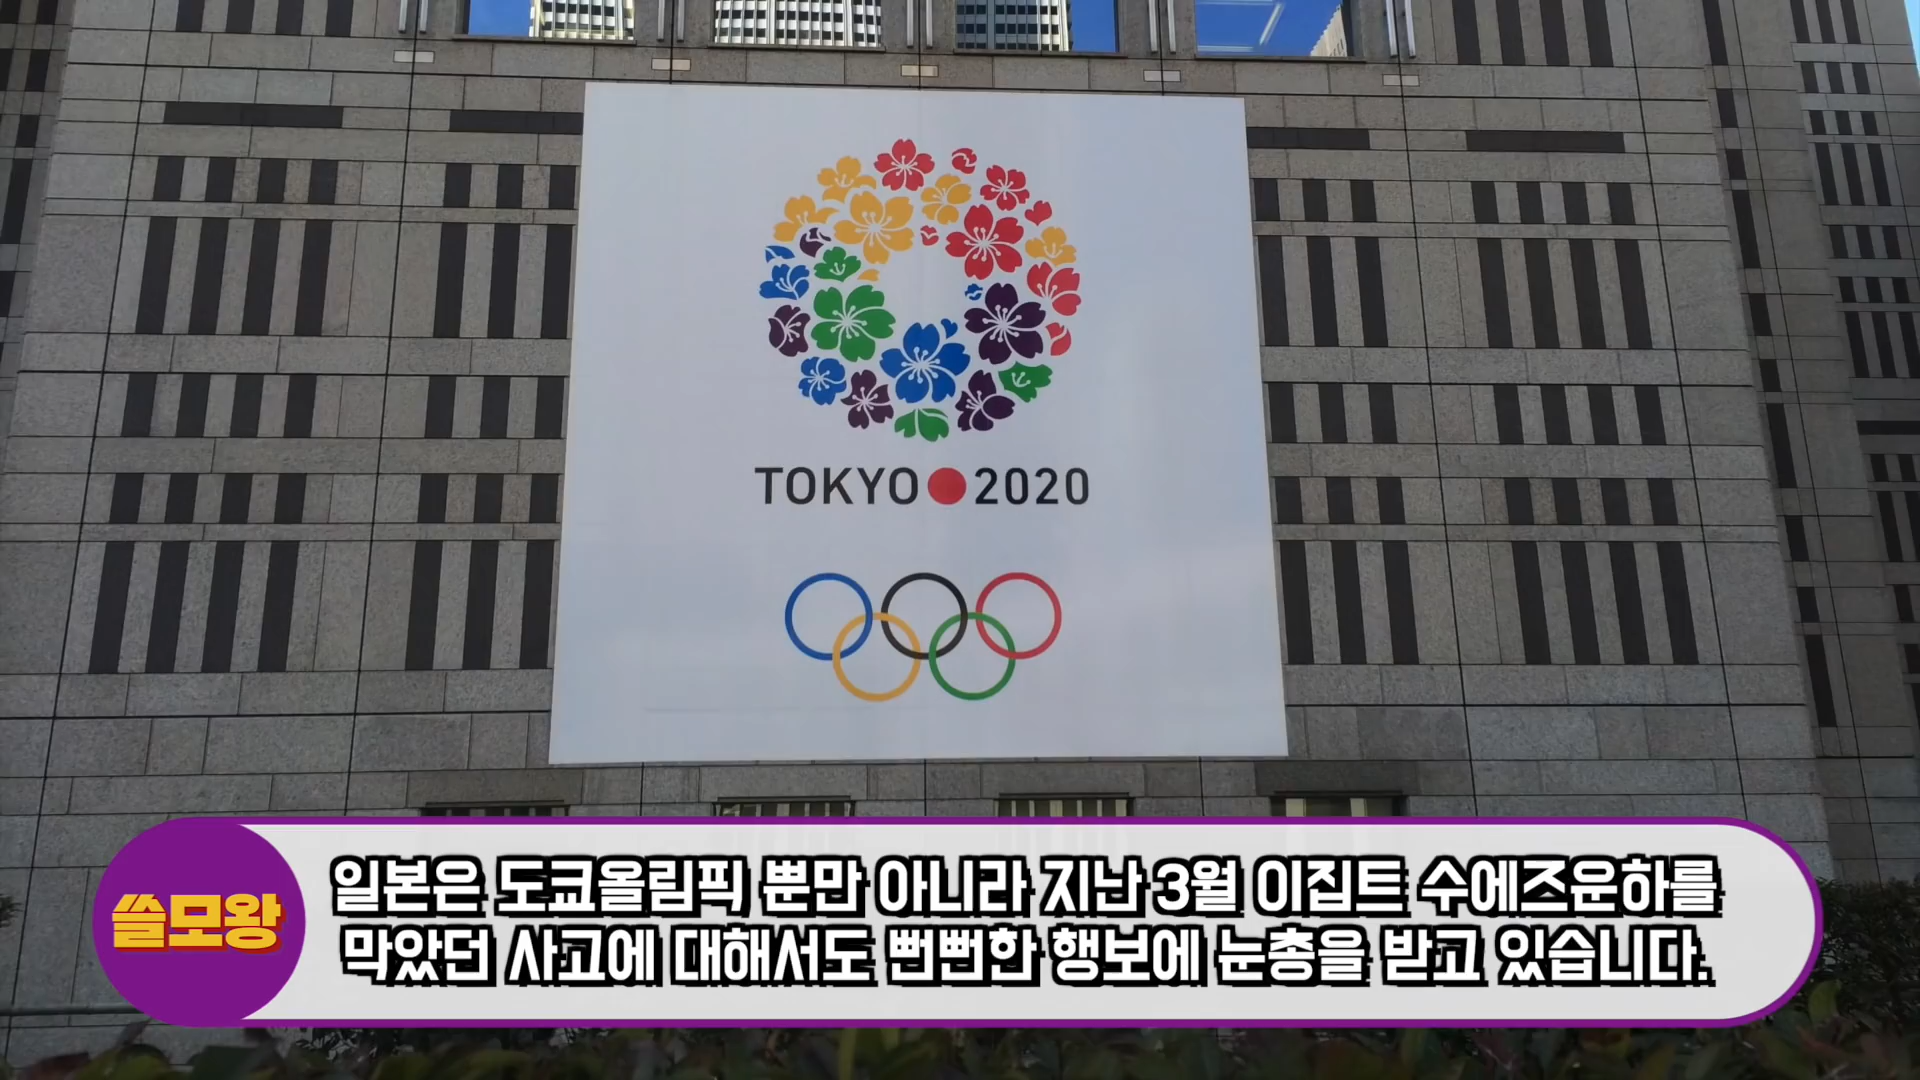 TOKYO 2020
쓸모왕
일본은 도쿄올림픽 뿐만 아니라 지난 3월 이집트 수에즈운하를
막았던 사고에 대해서도 뻔뻔한 행보에 눈총을 받고 있습니다.